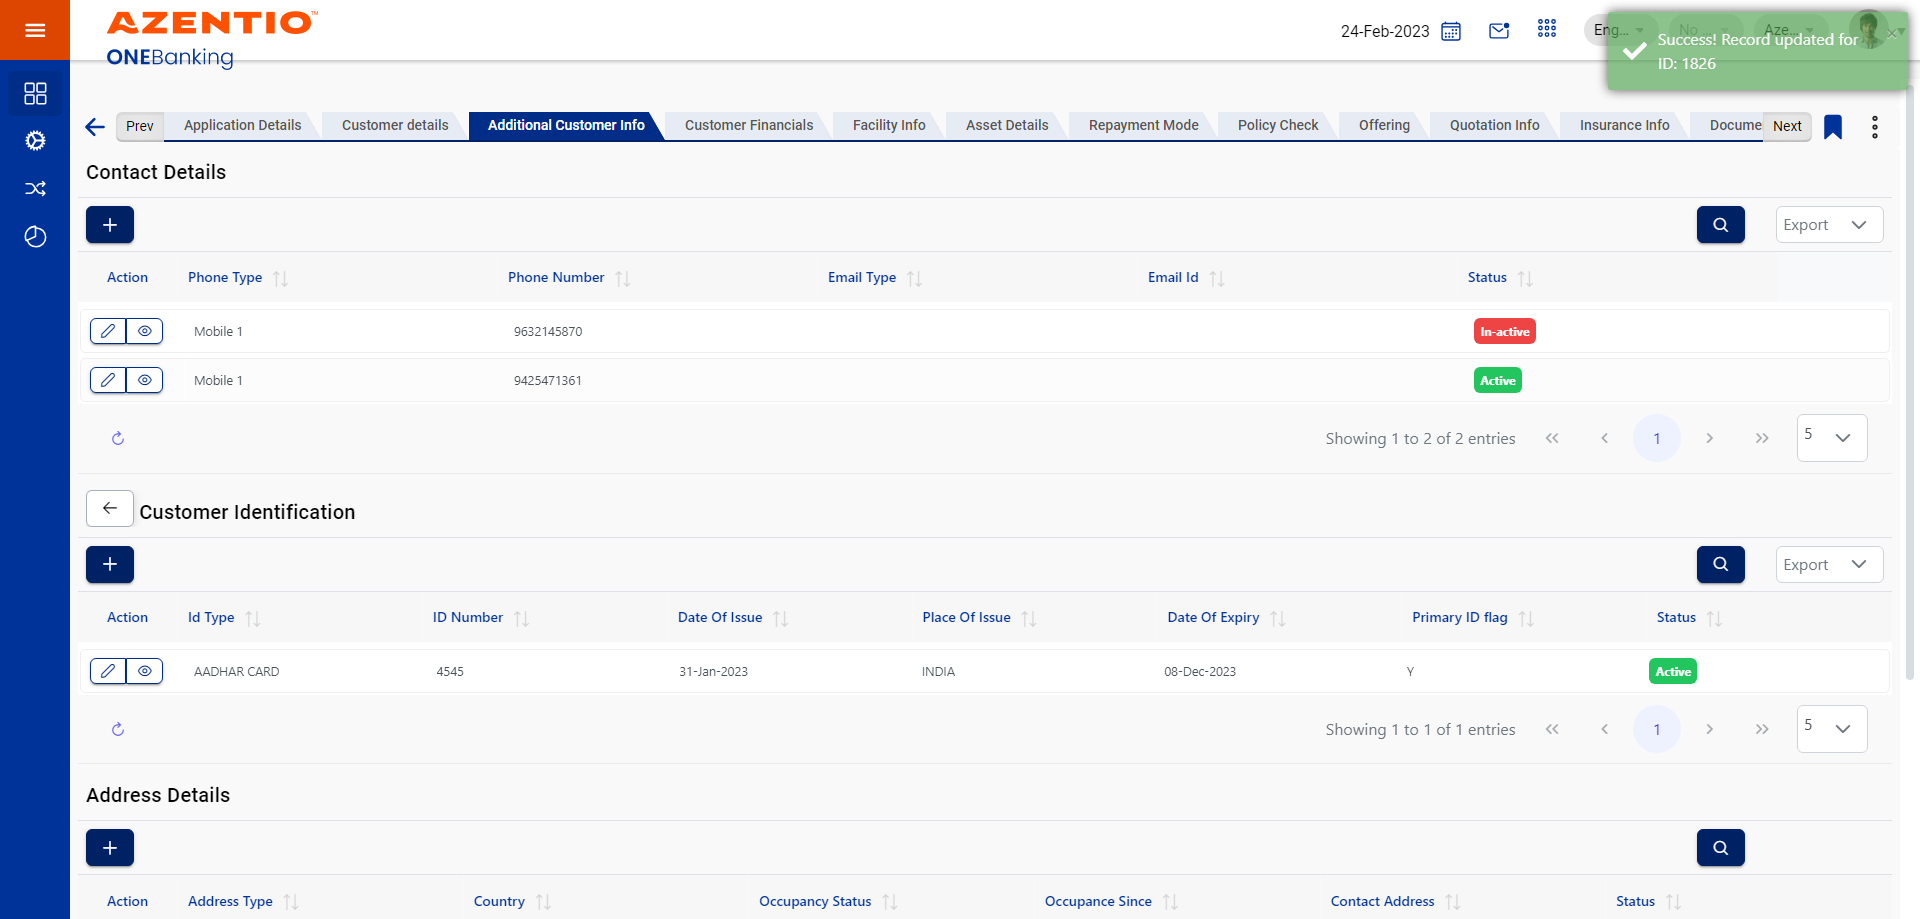 AZENTIO™
ONEBanking
24-Feb-2023
Eng...
No ...
Aze...
Success! Record updated for
ID: 1826
Prev
Application Details
Customer details
Additional Customer Info
Customer Financials
Facility Info
Asset Details
Repayment Mode
Policy Check
Offering
Quotation Info
Insurance Info
Docume
Next
Contact Details
Export
Action Phone Type Phone Number Email Type Email Id Status
Mobile 1 9632145870 In-active
Mobile 1 9425471361 Active
Showing 1 to 2 of 2 entries 1 5
Customer Identification
Export
Action Id Type ID Number Date Of Issue Place Of Issue Date Of Expiry Primary ID flag Status
AADHAR CARD 4545 31-Jan-2023 INDIA 08-Dec-2023 Y Active
Showing 1 to 1 of 1 entries 1 5
Address Details
Action Address Type Country Occupancy Status Occupance Since Contact Address Status